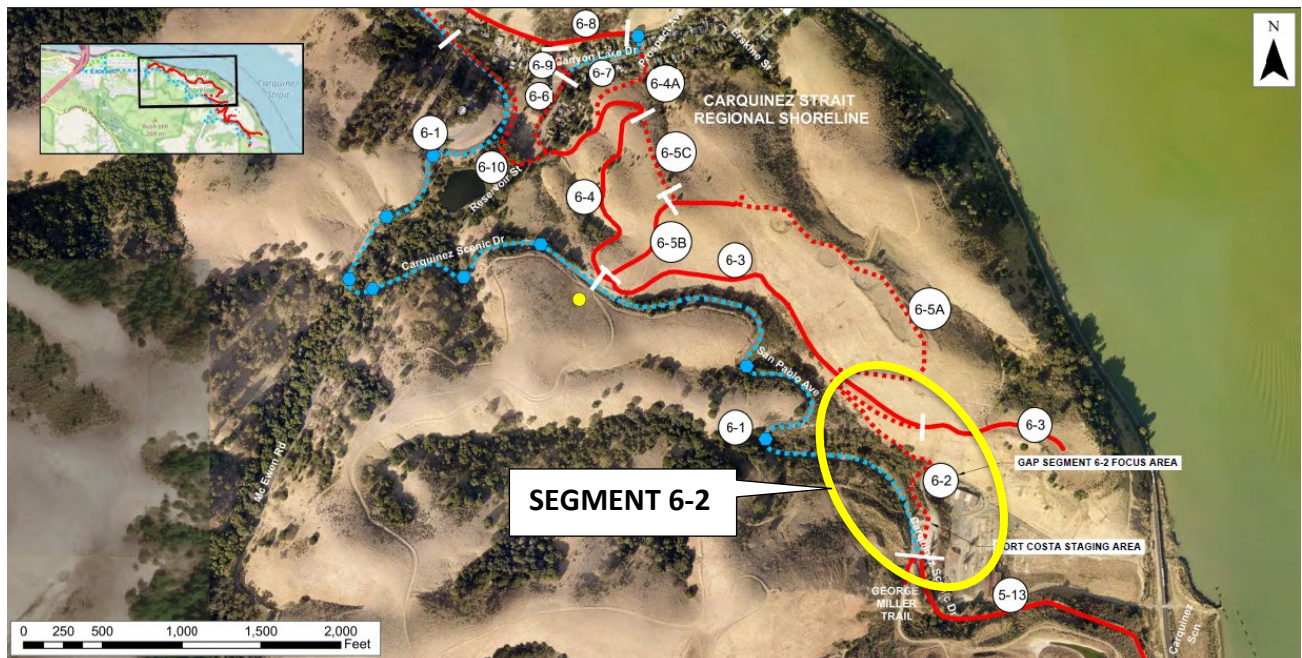 6-8
N
Canyon Lake Dr
Prospect Av
Erskine St
6-9
6-7
6-6
6-4A
CARQUINEZ STRAIT
REGIONAL SHORELINE
6-1
6-10
Reservoir St
6-5C
6-4
Carquinez Scenic Dr
6-5B
6-3
6-5A
San Pablo Ave
6-1
6-3
Mc Ewen Rd
GAP SEGMENT 6-2 FOCUS AREA
6-2
SEGMENT 6-2
PORT COSTA STAGING AREA
GEORGE
MILLER
TRAIL
5-13
Carquinez
Scn
0 250 500 1,000 1,500 2,000
Feet